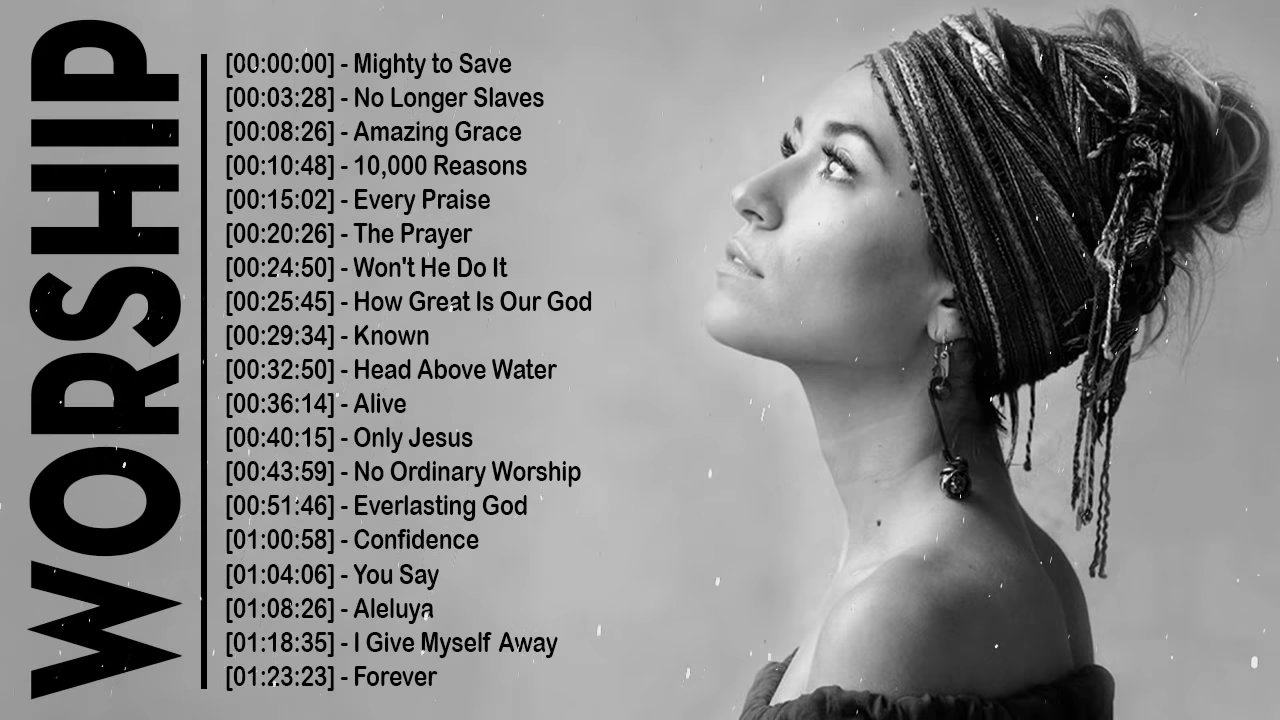 WORSHIP
[00:00:00] - Mighty to Save
[00:03:28] - No Longer Slaves
[00:08:26] - Amazing Grace
[00:10:48] - 10,000 Reasons
[00:15:02] - Every Praise
[00:20:26] - The Prayer
[00:24:50] - Won't He Do It
[00:25:45] - How Great Is Our God
[00:29:34] - Known
[00:32:50] - Head Above Water
[00:36:14] - Alive
[00:40:15] - Only Jesus
[00:43:59] - No Ordinary Worship
[00:51:46] - Everlasting God
[01:00:58] - Confidence
[01:04:06] - You Say
[01:08:26] - Aleluya
[01:18:35] - I Give Myself Away
[01:23:23] - Forever